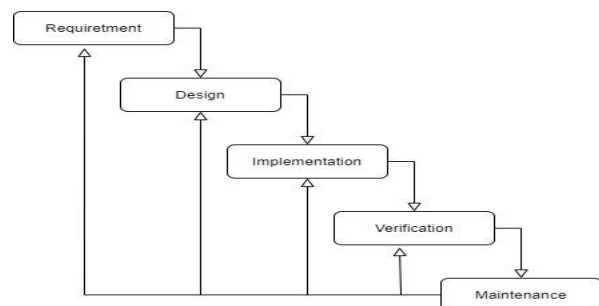 Requiretment
Design
Implementation
Verification
Maintenance